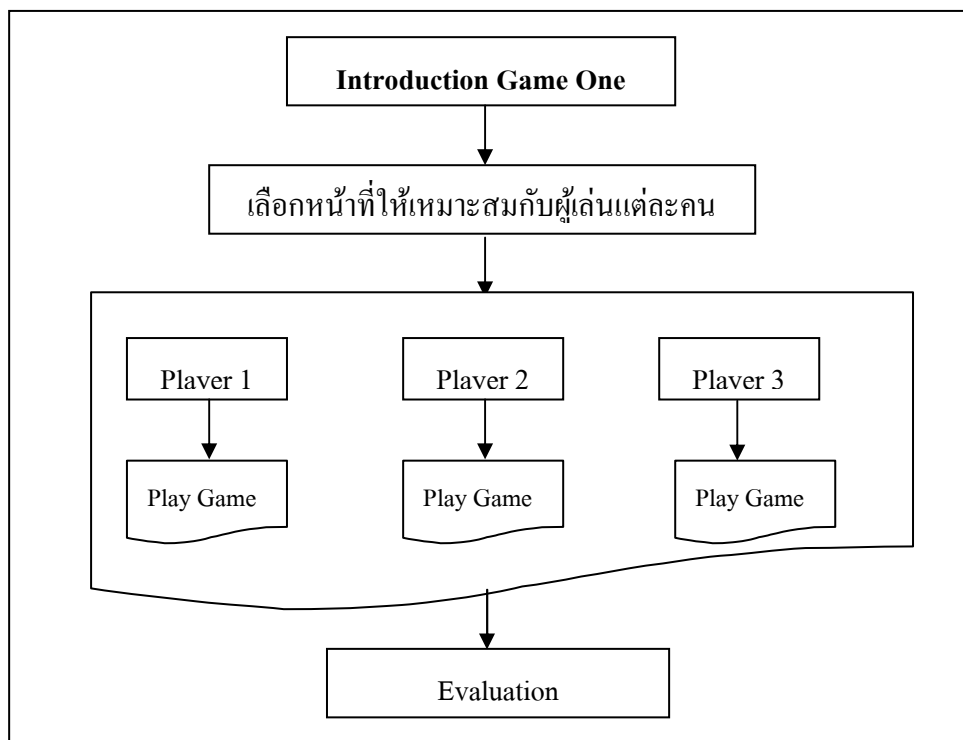 Introduction Game One
เลือกหน้าที่ให้เหมาะสมกับผู้เล่นแต่ละคน
Plaver 1
Plaver 2
Plaver 3
Play Game
Play Game
Play Game
Evaluation